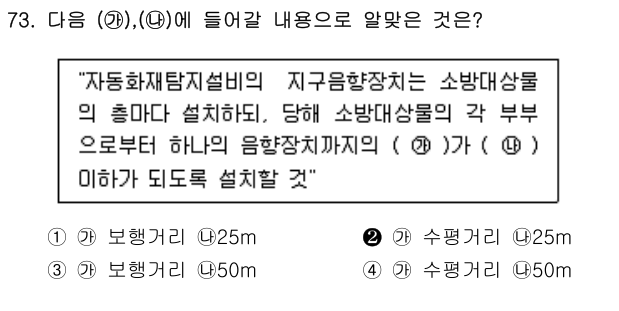 73. 다음 (㉮),(㉯)에 들어갈 내용으로 알맞은 것은?
"자동화재탐지설비의 지구음향장치는 소방대상물
의 층마다 설치하되, 당해 소방대상물의 각 부부
으로부터 하나의 음향장치까지의 ( ㉮ )가 ( ㉯ )
이하가 되도록 설치할 것"
① ㉮ 보행거리 ㉯25m ❷ ㉮ 수평거리 ㉯25m
③ ㉮ 보행거리 ㉯50m ④ ㉮ 수평거리 ㉯50m